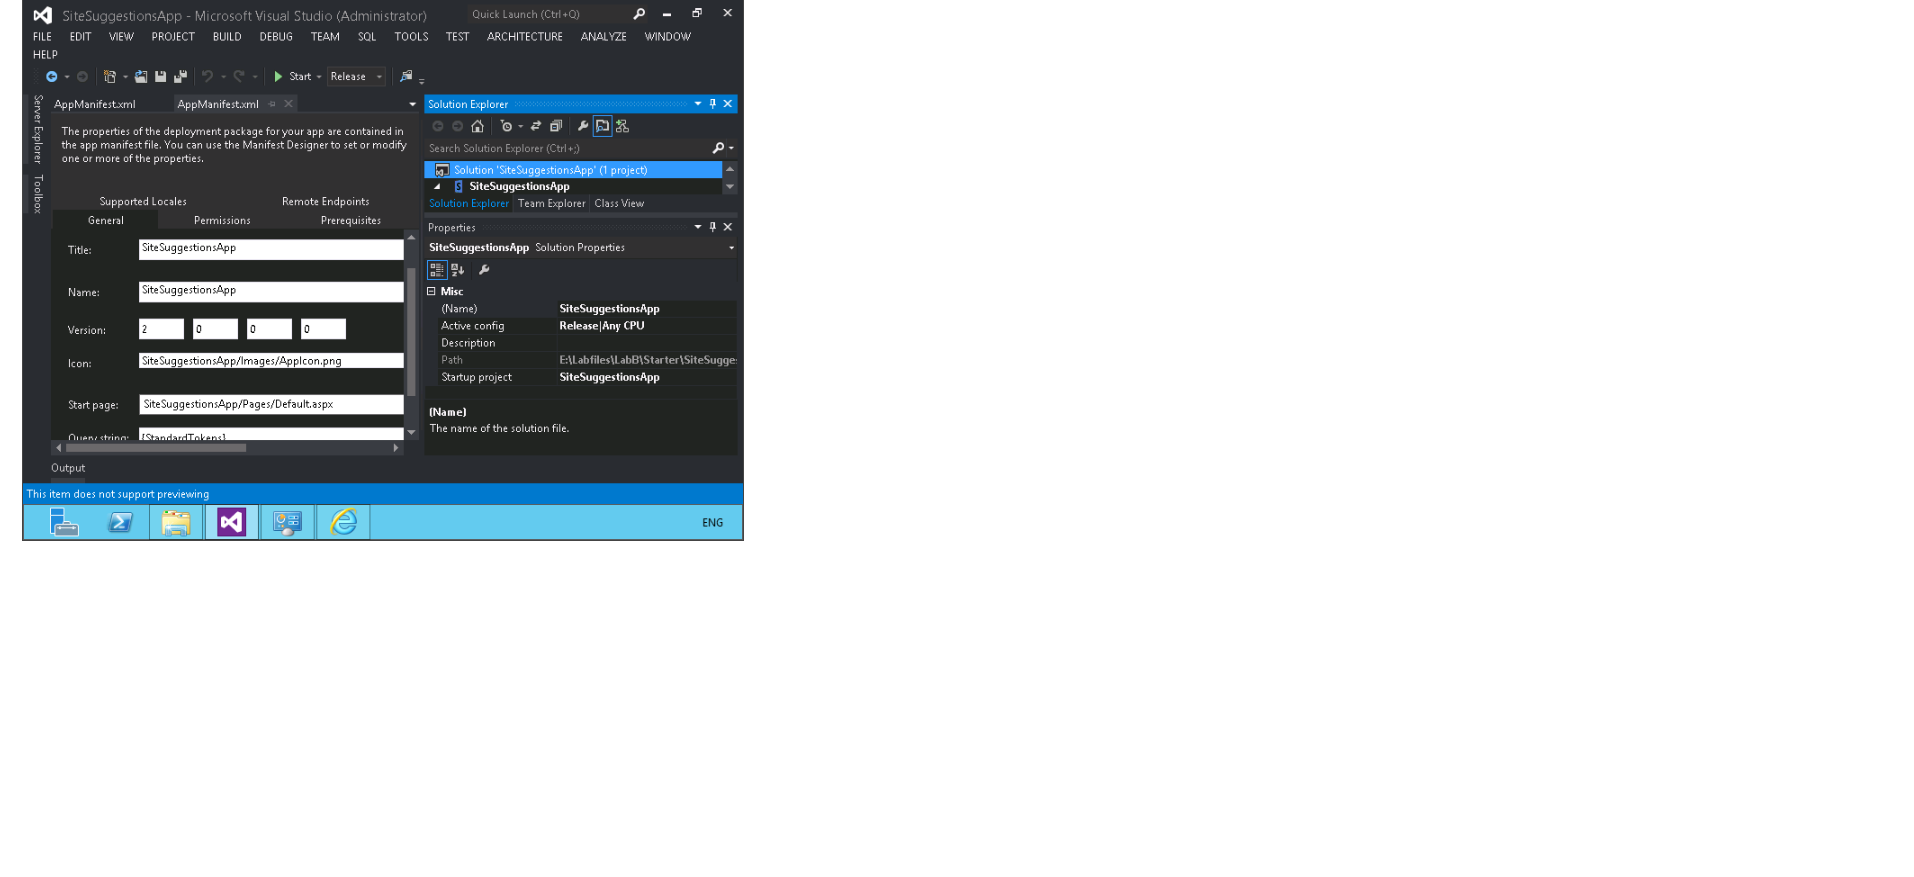 SiteSuggestionsApp - Microsoft Visual Studio (Administrator)
Quick Launch (Ctrl+Q)
FILE EDIT VIEW PROJECT BUILD DEBUG TEAM SQL TOOLS TEST ARCHITECTURE ANALYZE WINDOW
HELP
Start Release
Server Explorer
Toolbox
AppManifest.xml AppManifest.xml
The properties of the deployment package for your app are contained in
the app manifest file. You can use the Manifest Designer to set or modify
one or more of the properties.
Supported Locales Remote Endpoints
General Permissions Prerequisites
Title: SiteSuggestionsApp
Name: SiteSuggestionsApp
Version: 2 0 0 0
Icon: SiteSuggestionsApp/Images/AppIcon.png
Start page: SiteSuggestionsApp/Pages/Default.aspx
Query string: {StandardTokens}
Output
Solution Explorer
Search Solution Explorer (Ctrl+;)
Solution 'SiteSuggestionsApp' (1 project)
SiteSuggestionsApp
Solution Explorer Team Explorer Class View
Properties
SiteSuggestionsApp Solution Properties
Misc
(Name) SiteSuggestionsApp
Active config Release|Any CPU
Description
Path E:\Labfiles\LabB\Starter\SiteSugge
Startup project SiteSuggestionsApp
(Name)
The name of the solution file.
This item does not support previewing
ENG